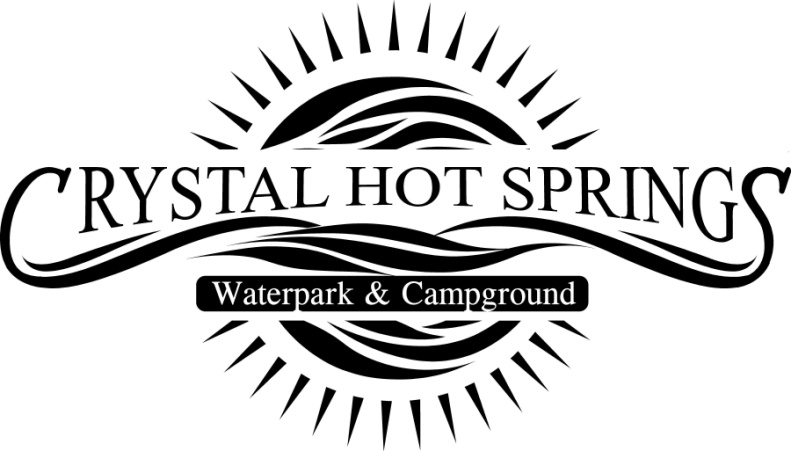 CRYSTAL HOT SPRINGS
Waterpark & Campground